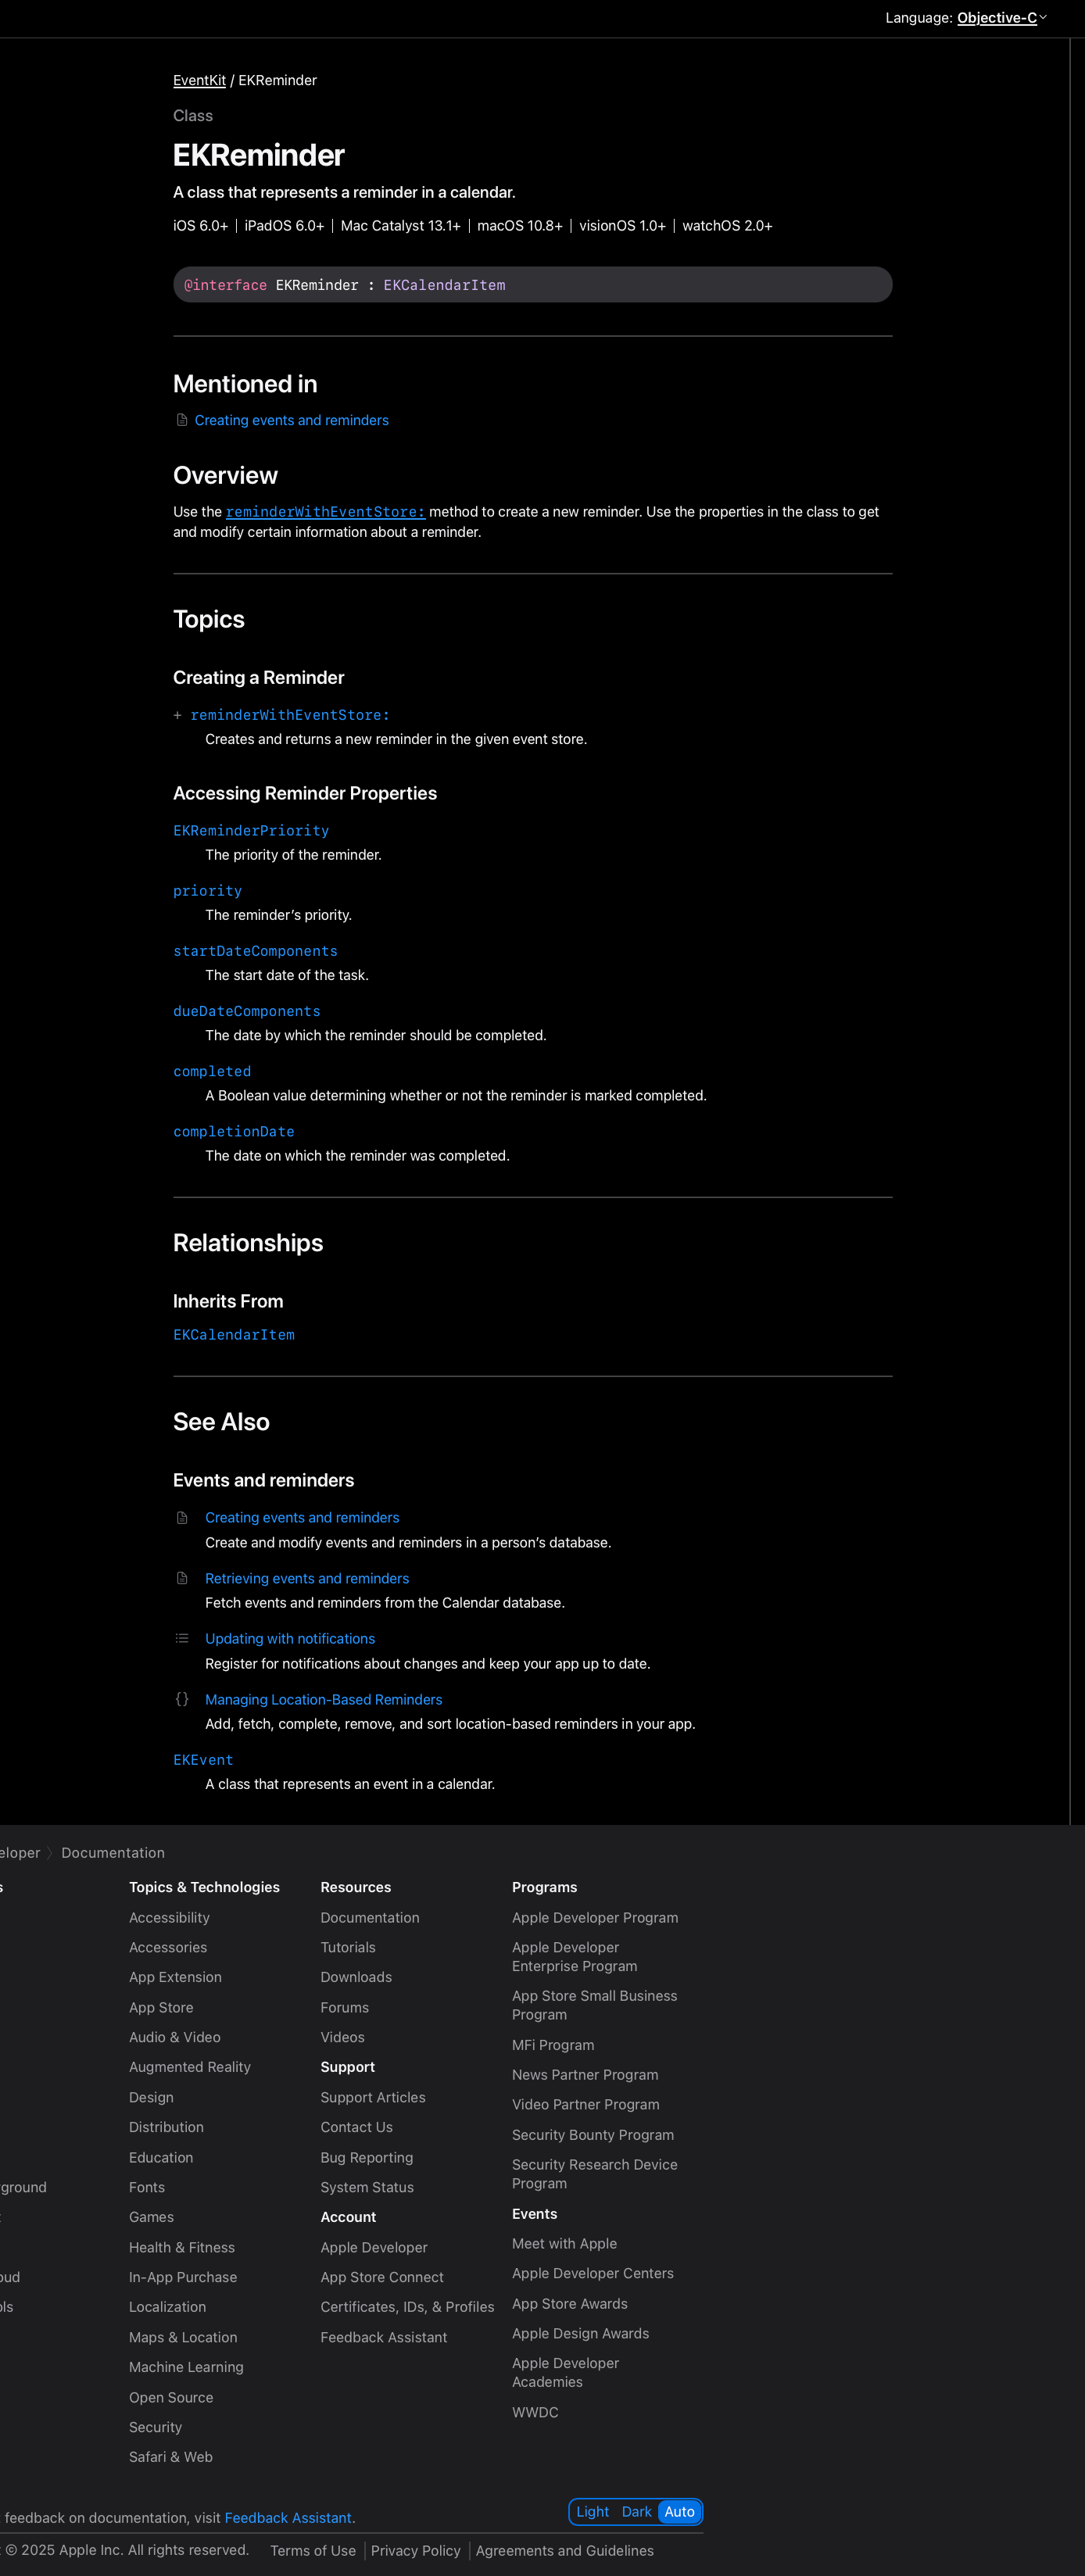 Language: Objective-C
EventKit / EKReminder
Class
EKReminder
A class that represents a reminder in a calendar.
iOS 6.0+ | iPadOS 6.0+ | Mac Catalyst 13.1+ | macOS 10.8+ | visionOS 1.0+ | watchOS 2.0+
@interface EKReminder : EKCalendarItem
Mentioned in
Creating events and reminders
Overview
Use the reminderWithEventStore: method to create a new reminder. Use the properties in the class to get
and modify certain information about a reminder.
Topics
Creating a Reminder
+ reminderWithEventStore:
Creates and returns a new reminder in the given event store.
Accessing Reminder Properties
EKReminderPriority
The priority of the reminder.
priority
The reminder’s priority.
startDateComponents
The start date of the task.
dueDateComponents
The date by which the reminder should be completed.
completed
A Boolean value determining whether or not the reminder is marked completed.
completionDate
The date on which the reminder was completed.
Relationships
Inherits From
EKCalendarItem
See Also
Events and reminders
Creating events and reminders
Create and modify events and reminders in a person’s database.
Retrieving events and reminders
Fetch events and reminders from the Calendar database.
Updating with notifications
Register for notifications about changes and keep your app up to date.
{} Managing Location-Based Reminders
Add, fetch, complete, remove, and sort location-based reminders in your app.
EKEvent
A class that represents an event in a calendar.
eloper Documentation
s
ground
oud
ols
Topics & Technologies
Accessibility
Accessories
App Extension
App Store
Audio & Video
Augmented Reality
Design
Distribution
Education
Fonts
Games
Health & Fitness
In-App Purchase
Localization
Maps & Location
Machine Learning
Open Source
Security
Safari & Web
Resources
Documentation
Tutorials
Downloads
Forums
Videos
Support
Support Articles
Contact Us
Bug Reporting
System Status
Account
Apple Developer
App Store Connect
Certificates, IDs, & Profiles
Feedback Assistant
Programs
Apple Developer Program
Apple Developer
Enterprise Program
App Store Small Business
Program
MFi Program
News Partner Program
Video Partner Program
Security Bounty Program
Security Research Device
Program
Events
Meet with Apple
Apple Developer Centers
App Store Awards
Apple Design Awards
Apple Developer
Academies
WWDC
feedback on documentation, visit Feedback Assistant.
Light Dark Auto
© 2025 Apple Inc. All rights reserved. Terms of Use | Privacy Policy | Agreements and Guidelines